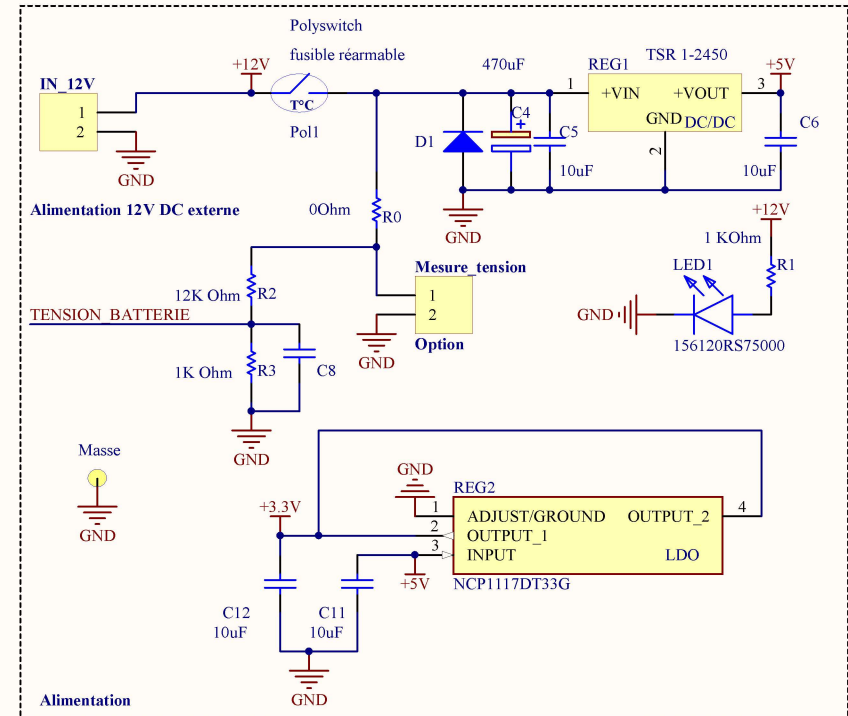 Polyswitch
fusible réarmable
+12V
IN_12V
1
2
GND
T°C
Pol1
470uF
C4
+
D1
C5
10uF
REG1
TSR 1-2450
1
+VIN
+VOUT
3
GND
DC/DC
2
+5V
C6
10uF
GND
Alimentation 12V DC externe
0Ohm
R0
Mesure_tension
1
2
GND
Option
12K Ohm
R2
TENSION_BATTERIE
1K Ohm
R3
C8
GND
+12V
1 KOhm
R1
LED1
GND
156120RS75000
Masse
GND
GND
REG2
+3.3V
1
ADJUST/GROUND
OUTPUT_2
4
2
OUTPUT_1
3
INPUT
LDO
+5V
NCP1117DT33G
C12
10uF
C11
10uF
GND
Alimentation